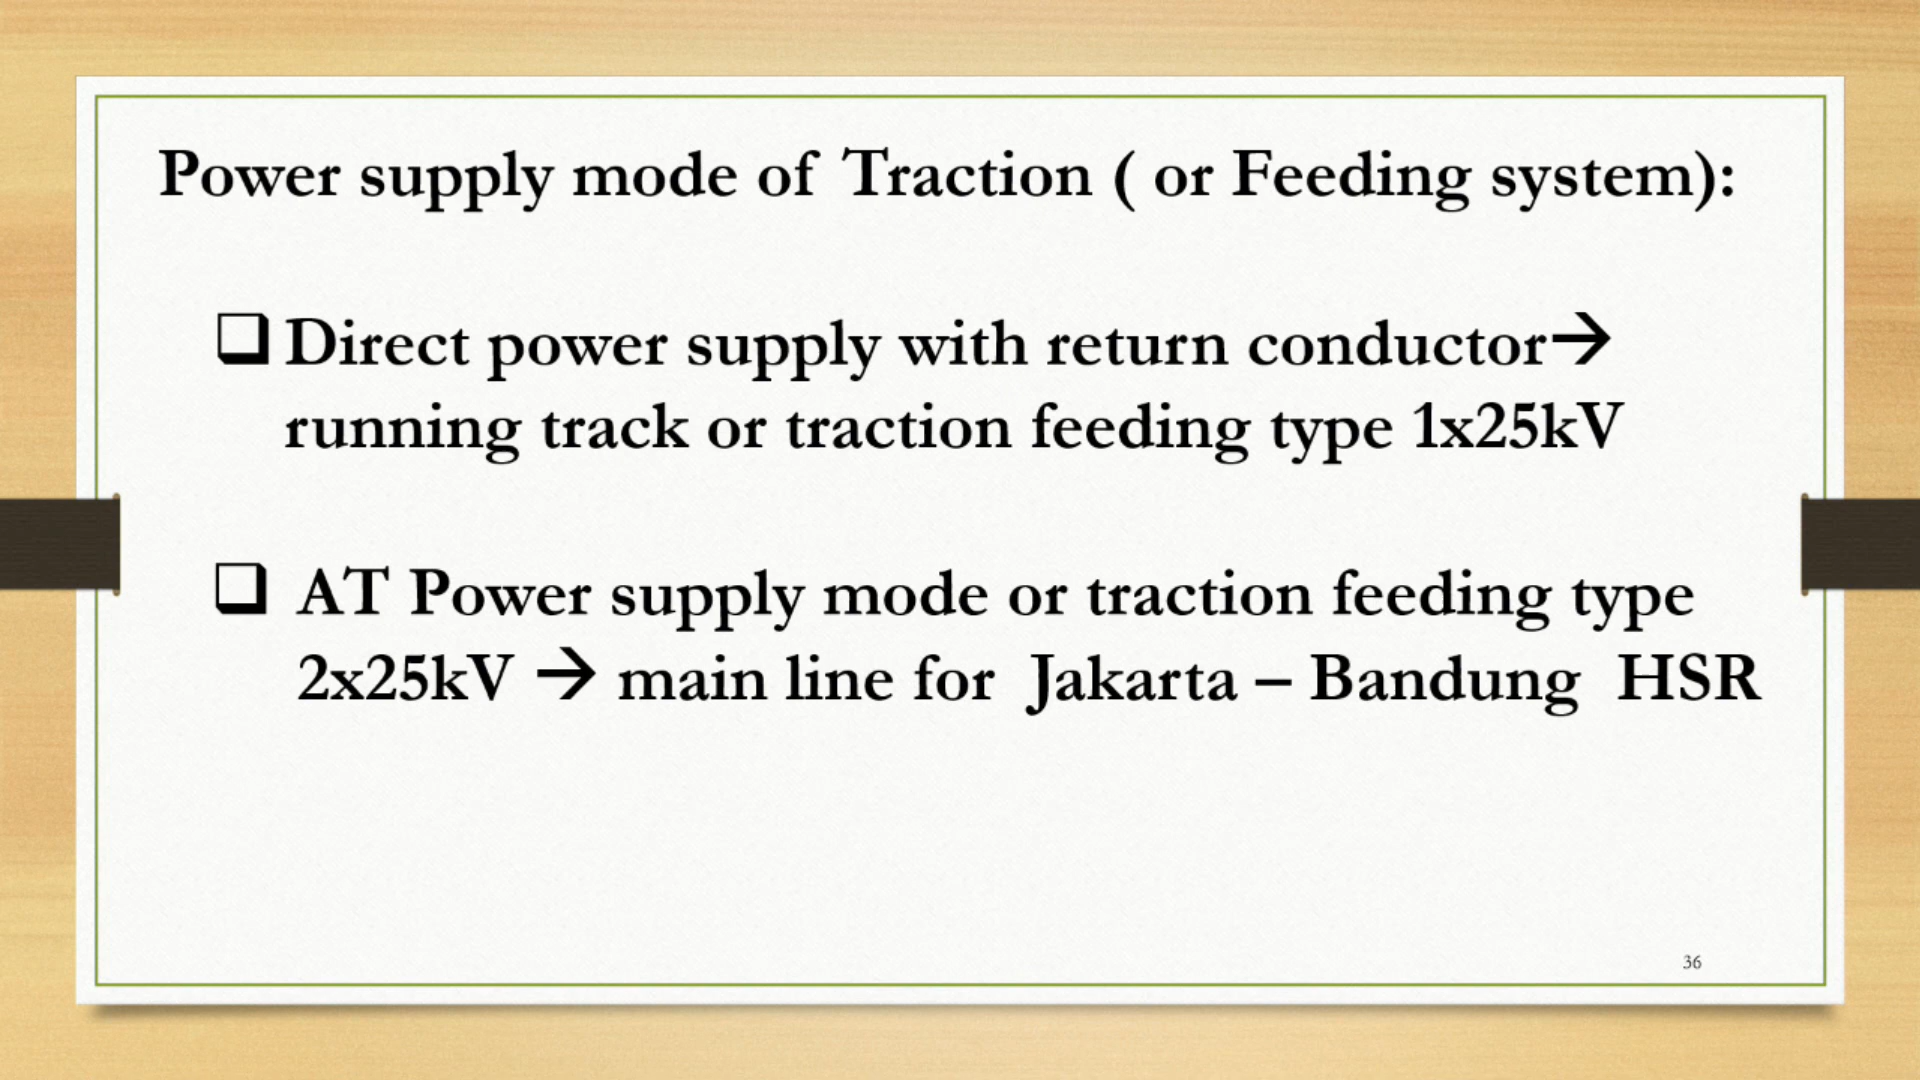 Power supply mode of Traction ( or Feeding system):
❑ Direct power supply with return conductor→
running track or traction feeding type 1x25kV
❑ AT Power supply mode or traction feeding type
2x25kV → main line for Jakarta – Bandung HSR
36